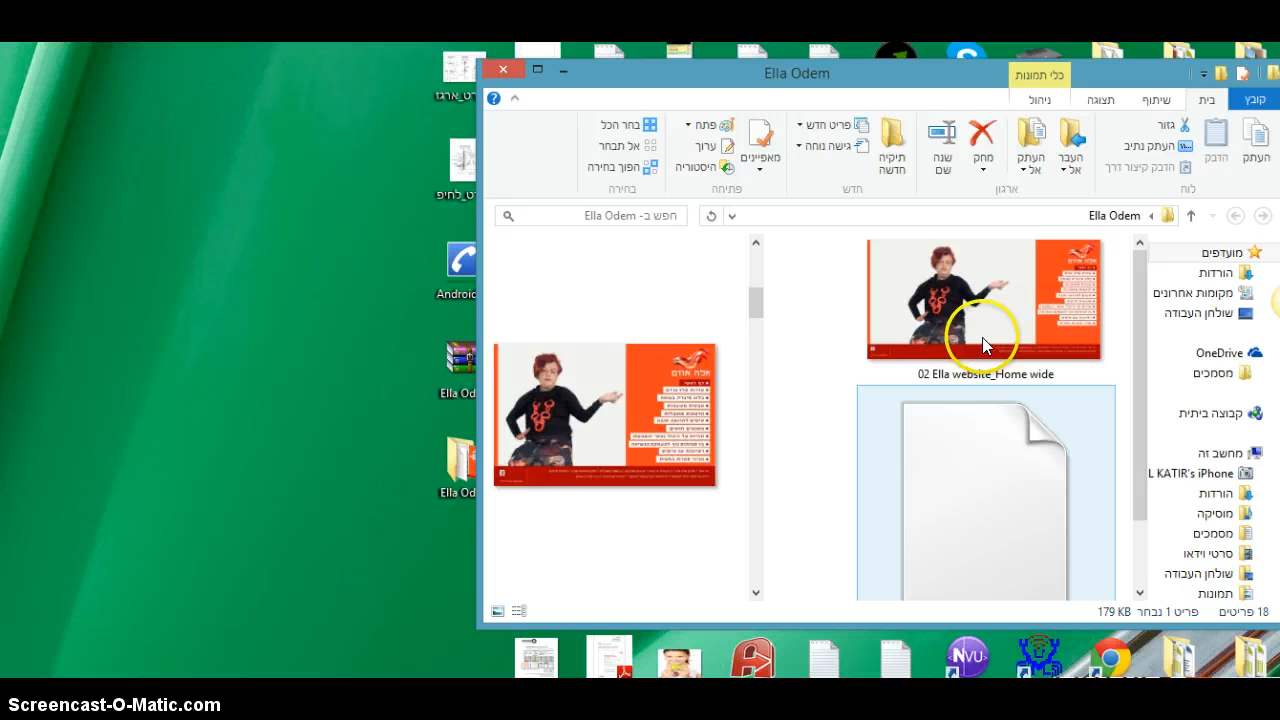 Ella Odem
כלי תמונות
קובץ
בית
שיתוף
תצוגה
ניהול
העתק
הדבק
גזור
העתק נתיב
הדבק קיצור דרך
לוח
העבר אל
העתק אל
מחק
שנה שם
ארגון
תיקיה חדשה
פריט חדש
גישה נוחה
חדש
מאפיינים
פתח
ערוך
היסטוריה
פתיחה
בחר הכל
אל תבחר
הפוך בחירה
בחירה
Ella Odem
חפש ב- Ella Odem
מועדפים
הורדות
מקומות אחרונים
שולחן העבודה
OneDrive
מסמכים
קבוצה ביתית
מחשב זה
L KATIR's iPhone
הורדות
מוסיקה
מסמכים
סרטי וידאו
שולחן העבודה
תמונות
02 Ella website_Home wide
אלה אודם
18 פריטים
פריט 1 נבחר
179 KB
Android
Ella Od
Ella Od
NVU
Screencast-O-Matic.com